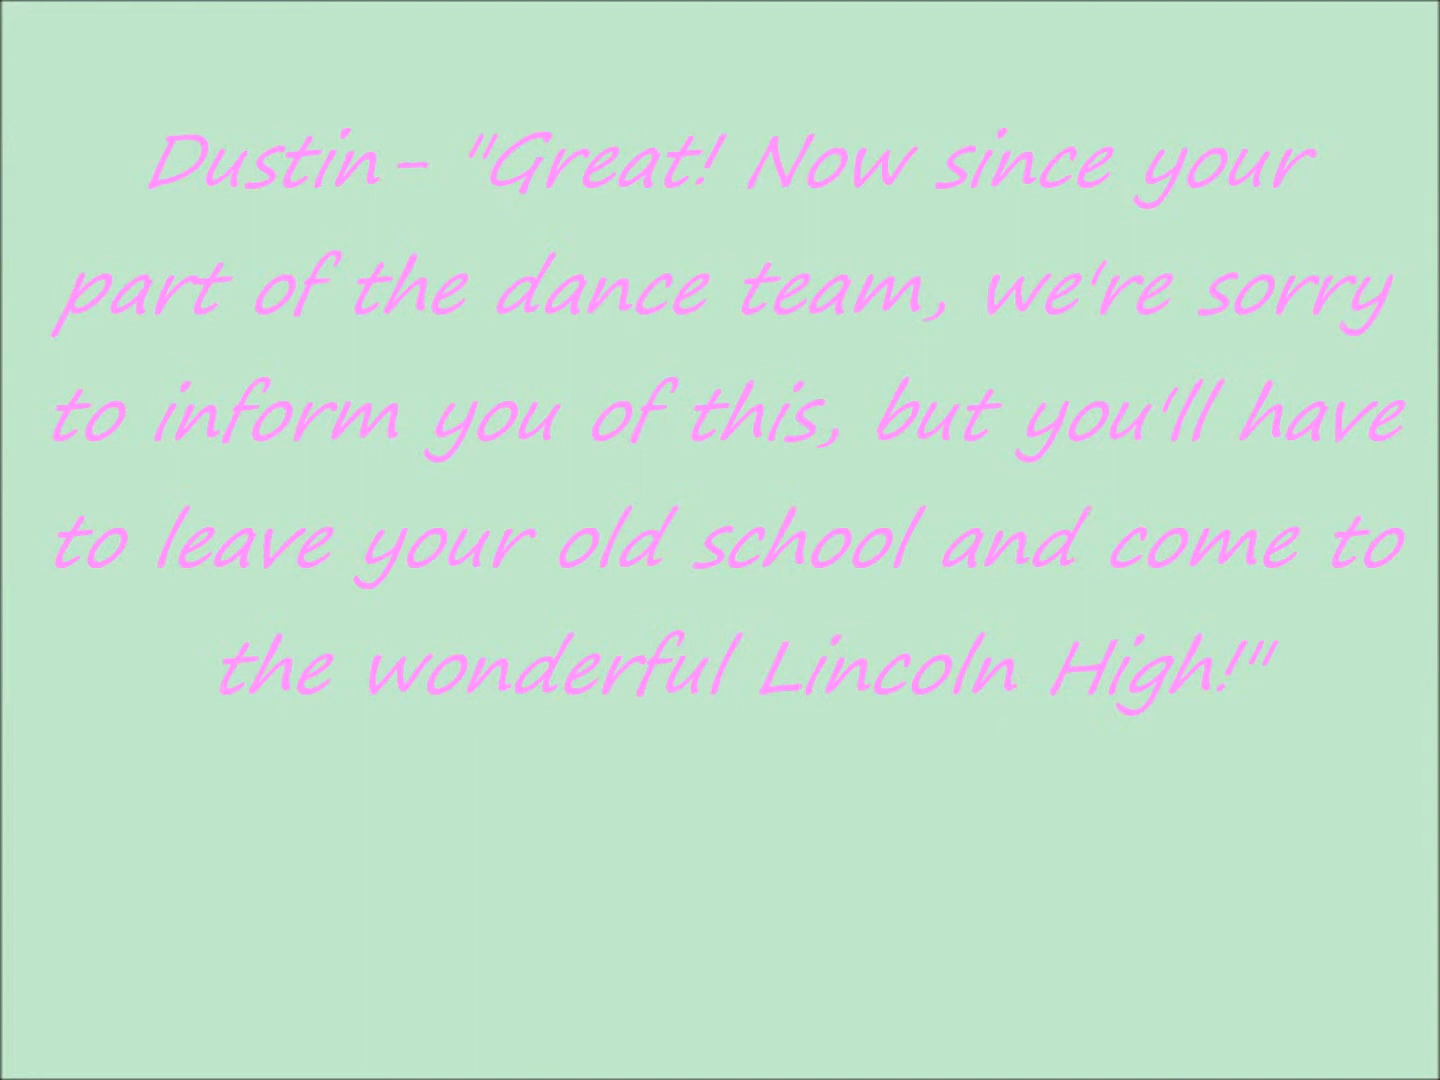 Dustin- "Great! Now since your
part of the dance team, we're sorry
to inform you of this, but you'll have
to leave your old school and come to
the wonderful Lincoln High!"